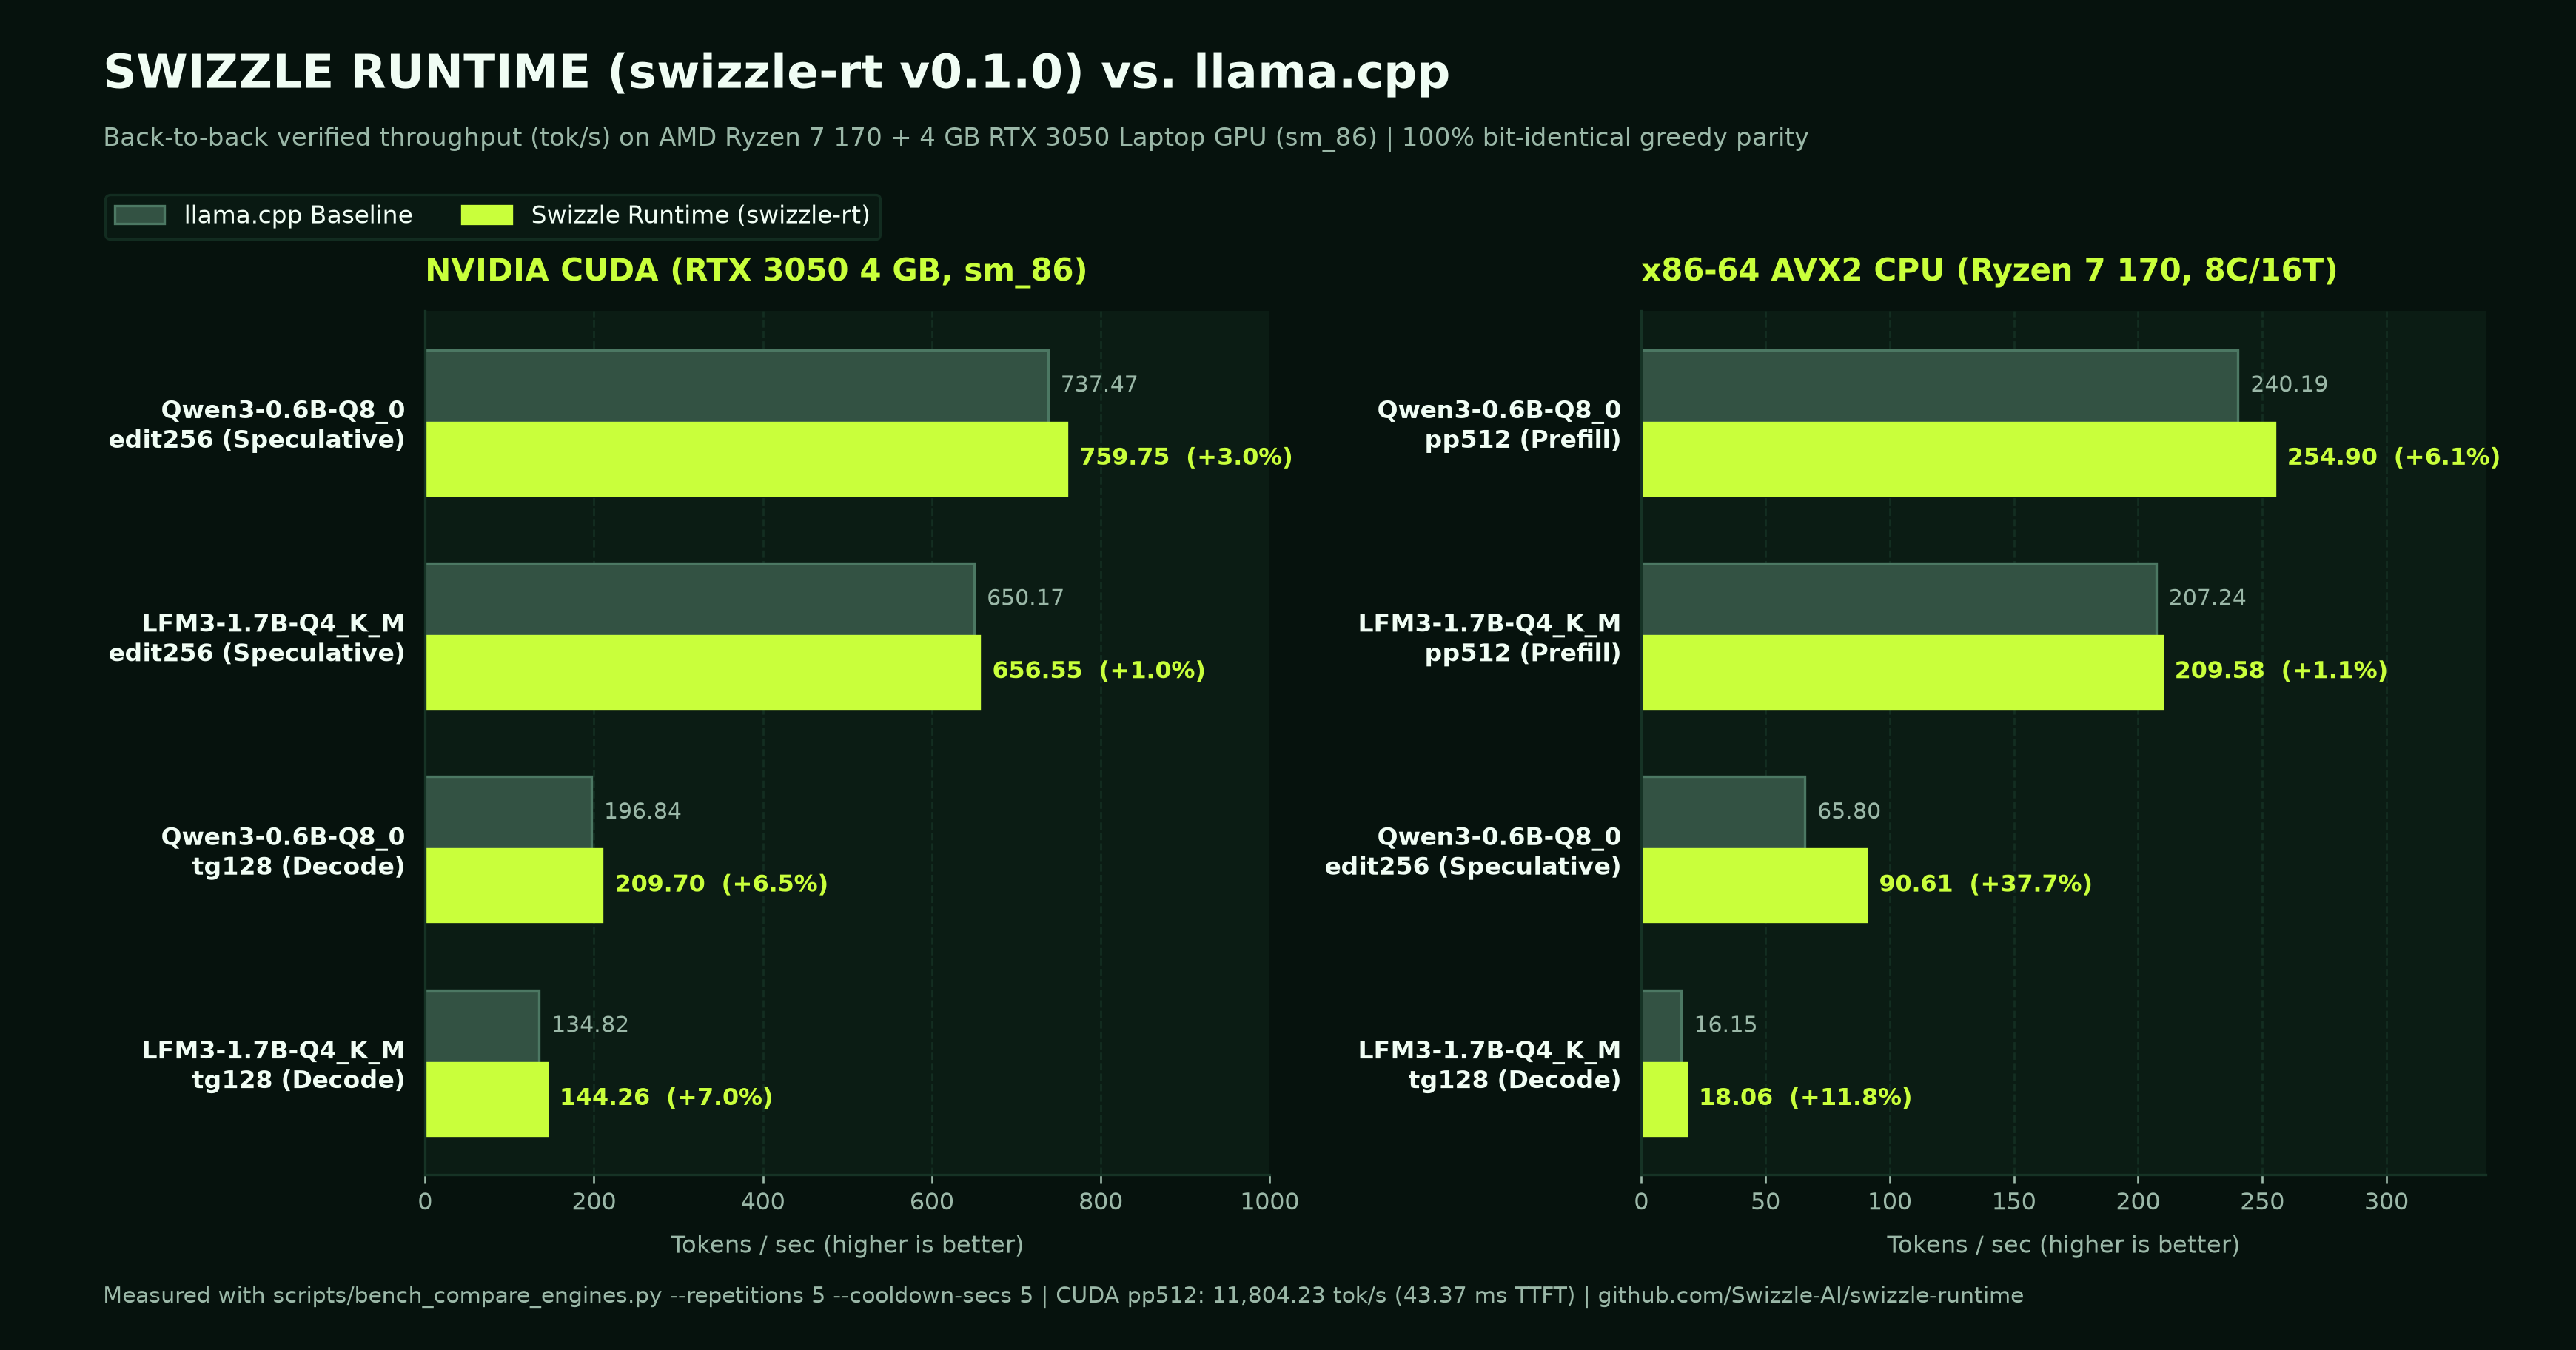 SWIZZLE RUNTIME (swizzle-rt v0.1.0) vs. llama.cpp
Back-to-back verified throughput (tok/s) on AMD Ryzen 7 170 + 4 GB RTX 3050 Laptop GPU (sm_86) | 100% bit-identical greedy parity
llama.cpp Baseline
Swizzle Runtime (swizzle-rt)
NVIDIA CUDA (RTX 3050 4 GB, sm_86)
Qwen3-0.6B-Q8_0
edit256 (Speculative)
737.47
759.75 (+3.0%)
LFM3-1.7B-Q4_K_M
edit256 (Speculative)
650.17
656.55 (+1.0%)
Qwen3-0.6B-Q8_0
tg128 (Decode)
196.84
209.70 (+6.5%)
LFM3-1.7B-Q4_K_M
tg128 (Decode)
134.82
144.26 (+7.0%)
0 200 400 600 800 1000
Tokens / sec (higher is better)
x86-64 AVX2 CPU (Ryzen 7 170, 8C/16T)
Qwen3-0.6B-Q8_0
pp512 (Prefill)
240.19
254.90 (+6.1%)
LFM3-1.7B-Q4_K_M
pp512 (Prefill)
207.24
209.58 (+1.1%)
Qwen3-0.6B-Q8_0
edit256 (Speculative)
65.80
90.61 (+37.7%)
LFM3-1.7B-Q4_K_M
tg128 (Decode)
16.15
18.06 (+11.8%)
0 50 100 150 200 250 300
Tokens / sec (higher is better)
Measured with scripts/bench_compare_engines.py --repetitions 5 --cooldown-secs 5 | CUDA pp512: 11,804.23 tok/s (43.37 ms TTFT) | github.com/Swizzle-AI/swizzle-runtime